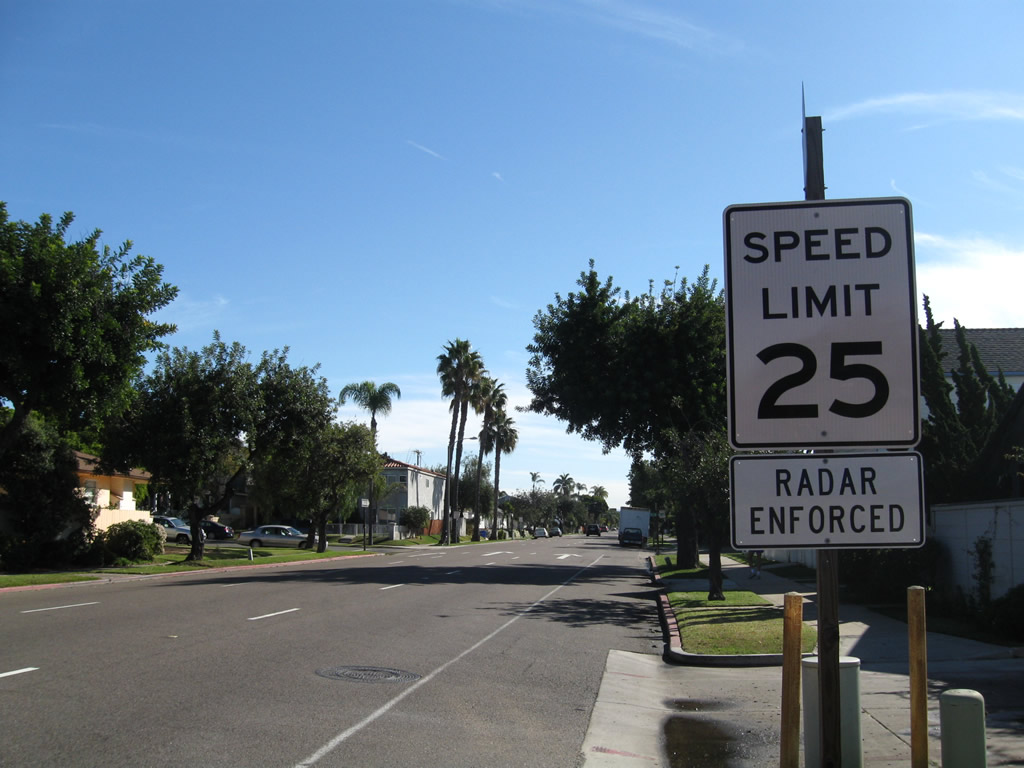 SPEED
LIMIT
25
RADAR
ENFORCED